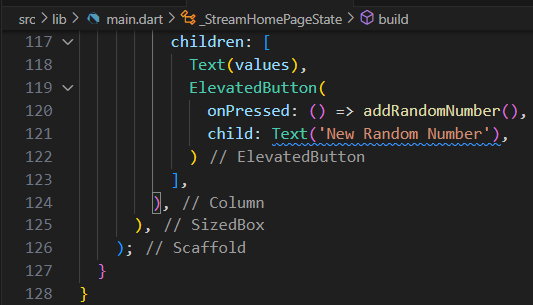 src > lib > main.dart > _StreamHomePageState > build
117 children: [
118 Text(values),
119 ElevatedButton(
120 onPressed: () => addRandomNumber(),
121 child: Text('New Random Number'),
122 ) // ElevatedButton
123 ],
124 ), // Column
125 ), // SizedBox
126 ); // Scaffold
127 }
128 }